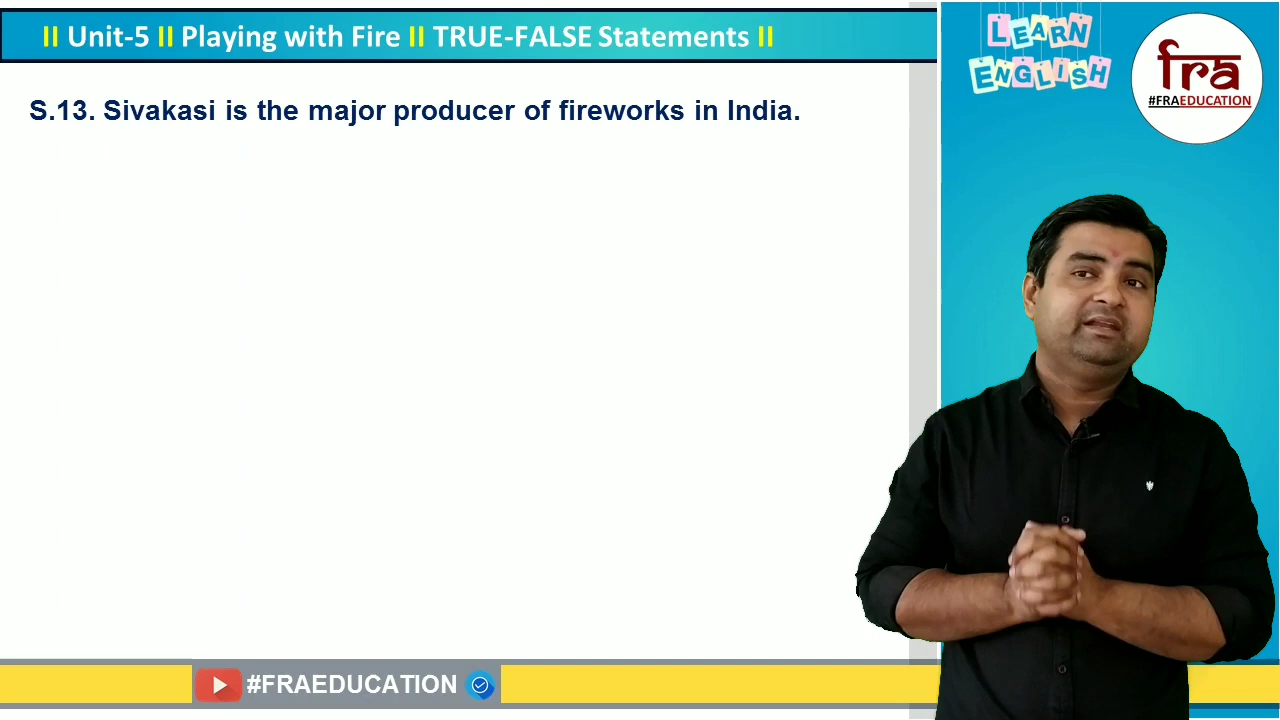 II Unit-5 II Playing with Fire II TRUE-FALSE Statements II
LEARN
ENGLISH
fra
#FRAEDUCATION
S.13. Sivakasi is the major producer of fireworks in India.
#FRAEDUCATION